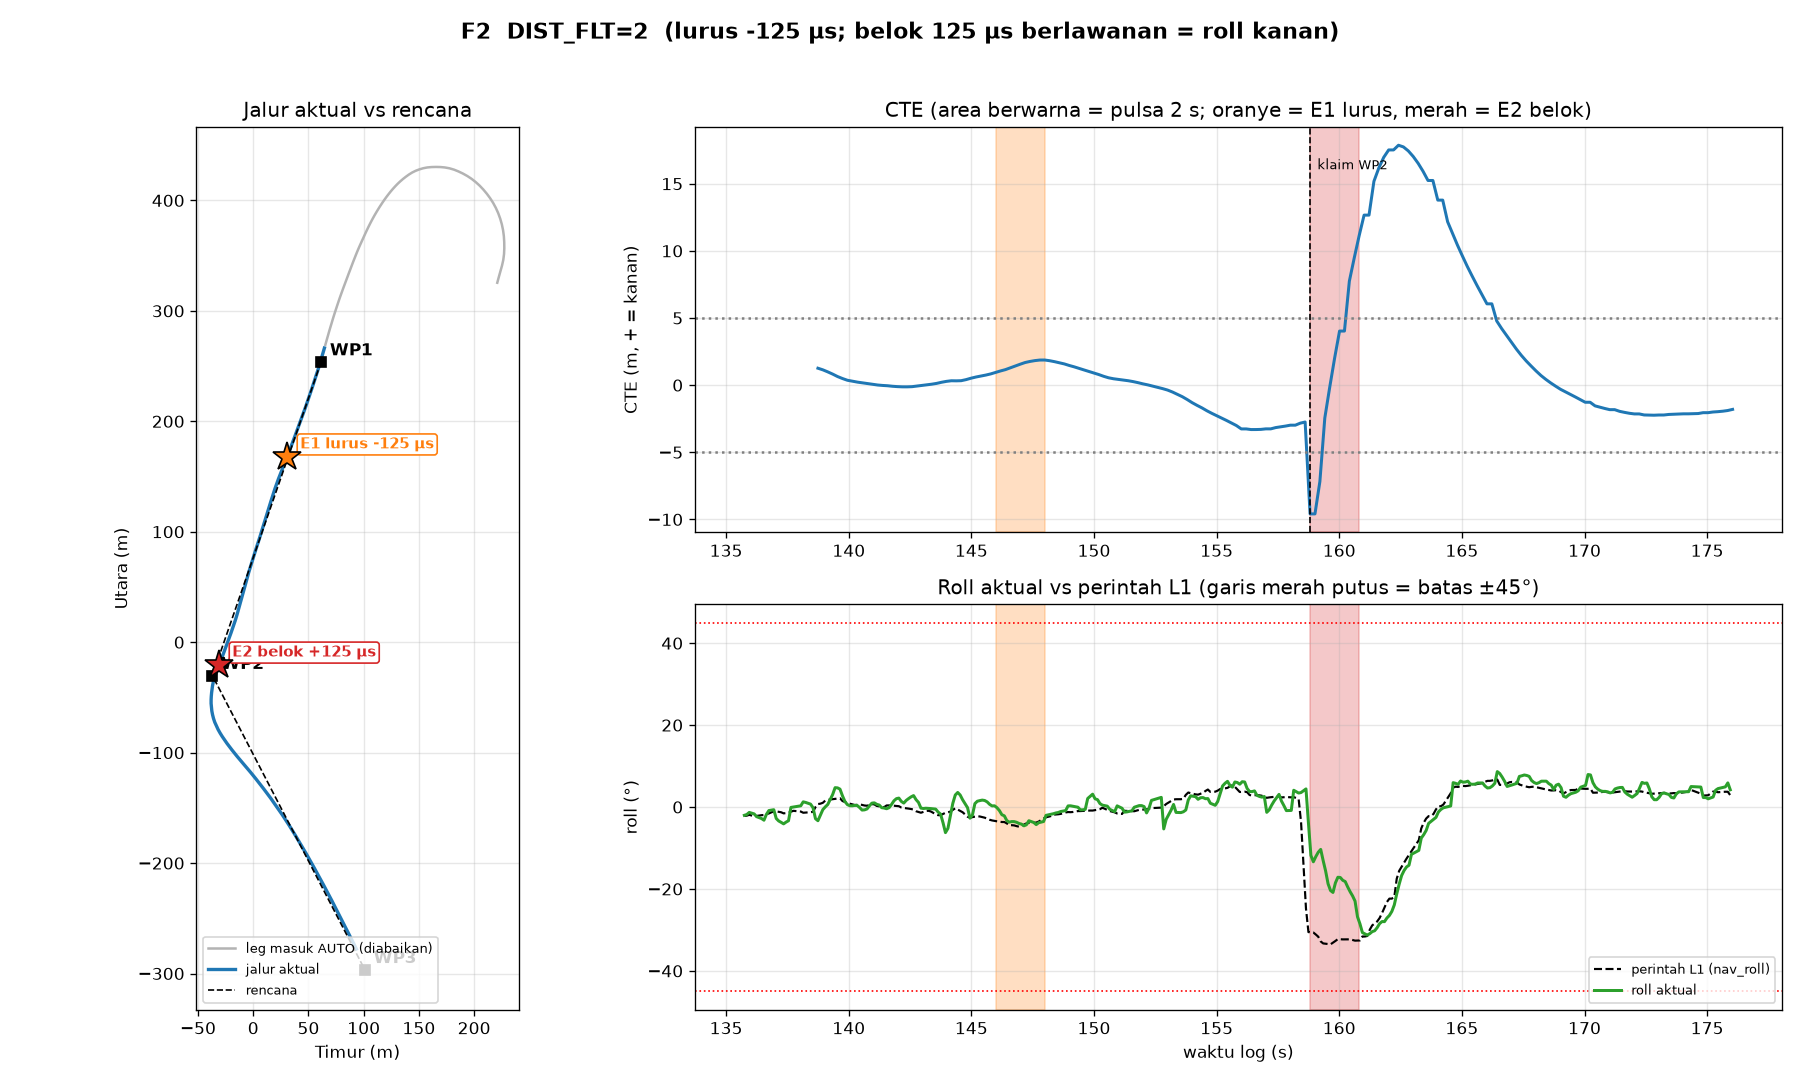 F2  DIST_FLT=2  (lurus -125 µs; belok 125 µs berlawanan = roll kanan)
Jalur aktual vs rencana
Utara (m)
400
300
200
100
0
−100
−200
−300
−50
0
50
100
150
200
Timur (m)
WP1
E1 lurus -125 µs
E2 belok +125 µs
WP2
WP3
leg masuk AUTO (diabaikan)
jalur aktual
rencana
CTE (area berwarna = pulsa 2 s; oranye = E1 lurus, merah = E2 belok)
CTE (m, + = kanan)
15
10
5
0
−5
−10
klaim WP2
135
140
145
150
155
160
165
170
175
Roll aktual vs perintah L1 (garis merah putus = batas ±45°)
roll (°)
40
20
0
−20
−40
perintah L1 (nav_roll)
roll aktual
135
140
145
150
155
160
165
170
175
waktu log (s)